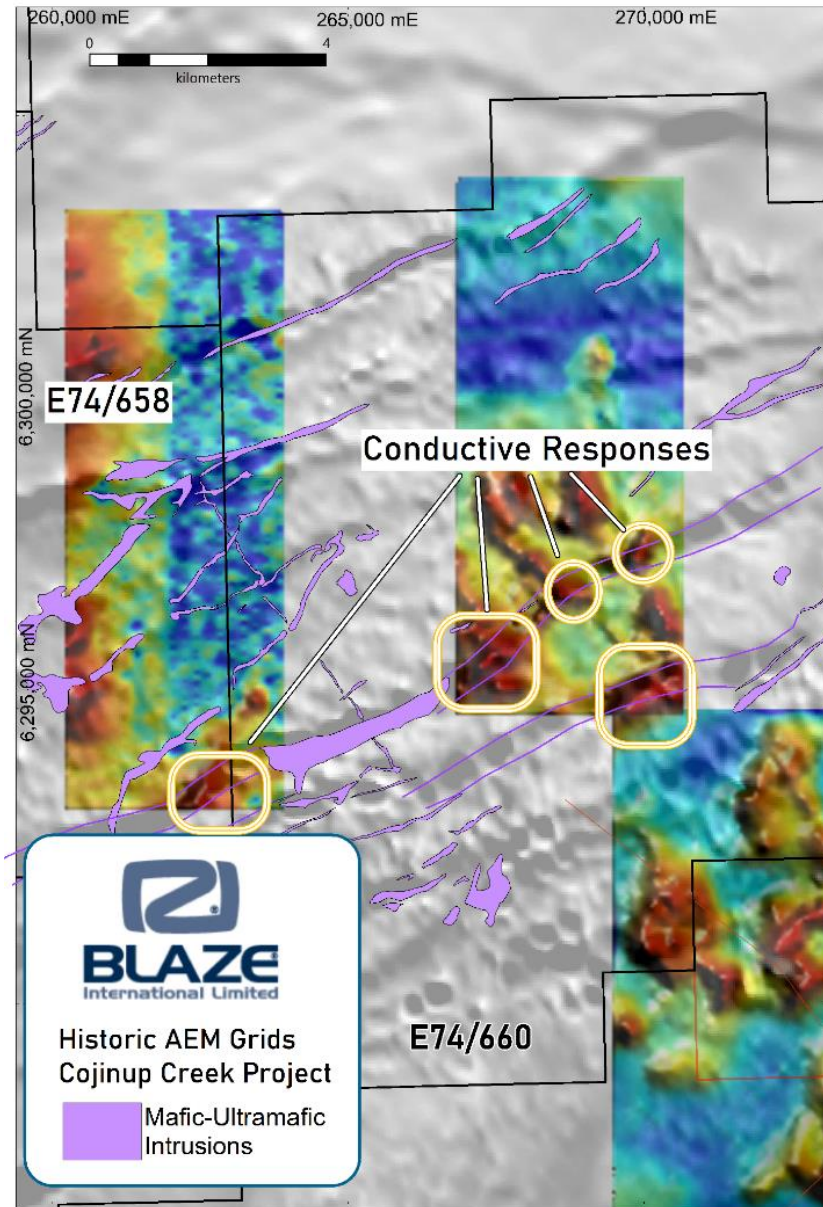 260,000 mE
265,000 mE
270,000 mE
0
4
kilometers
6,300,000 mN
E74/658
Conductive Responses
6,295,000 mN
BLAZE
International Limited
Historic AEM Grids
Cojinup Creek Project
Mafic-Ultramafic
Intrusions
E74/660